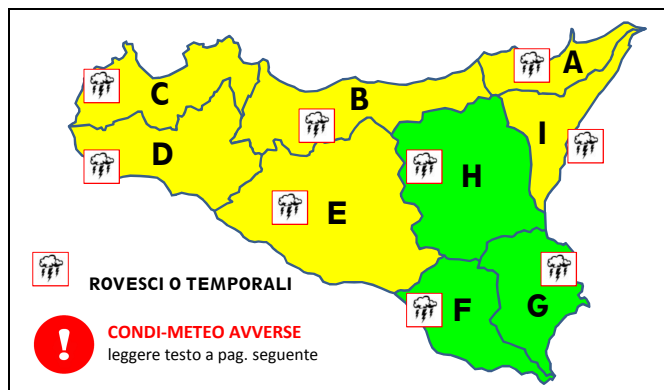 A
C
B
I
D
H
E
ROVESCI O TEMPORALI
F
G
!
CONDI-METEO AVVERSE
leggere testo a pag. seguente